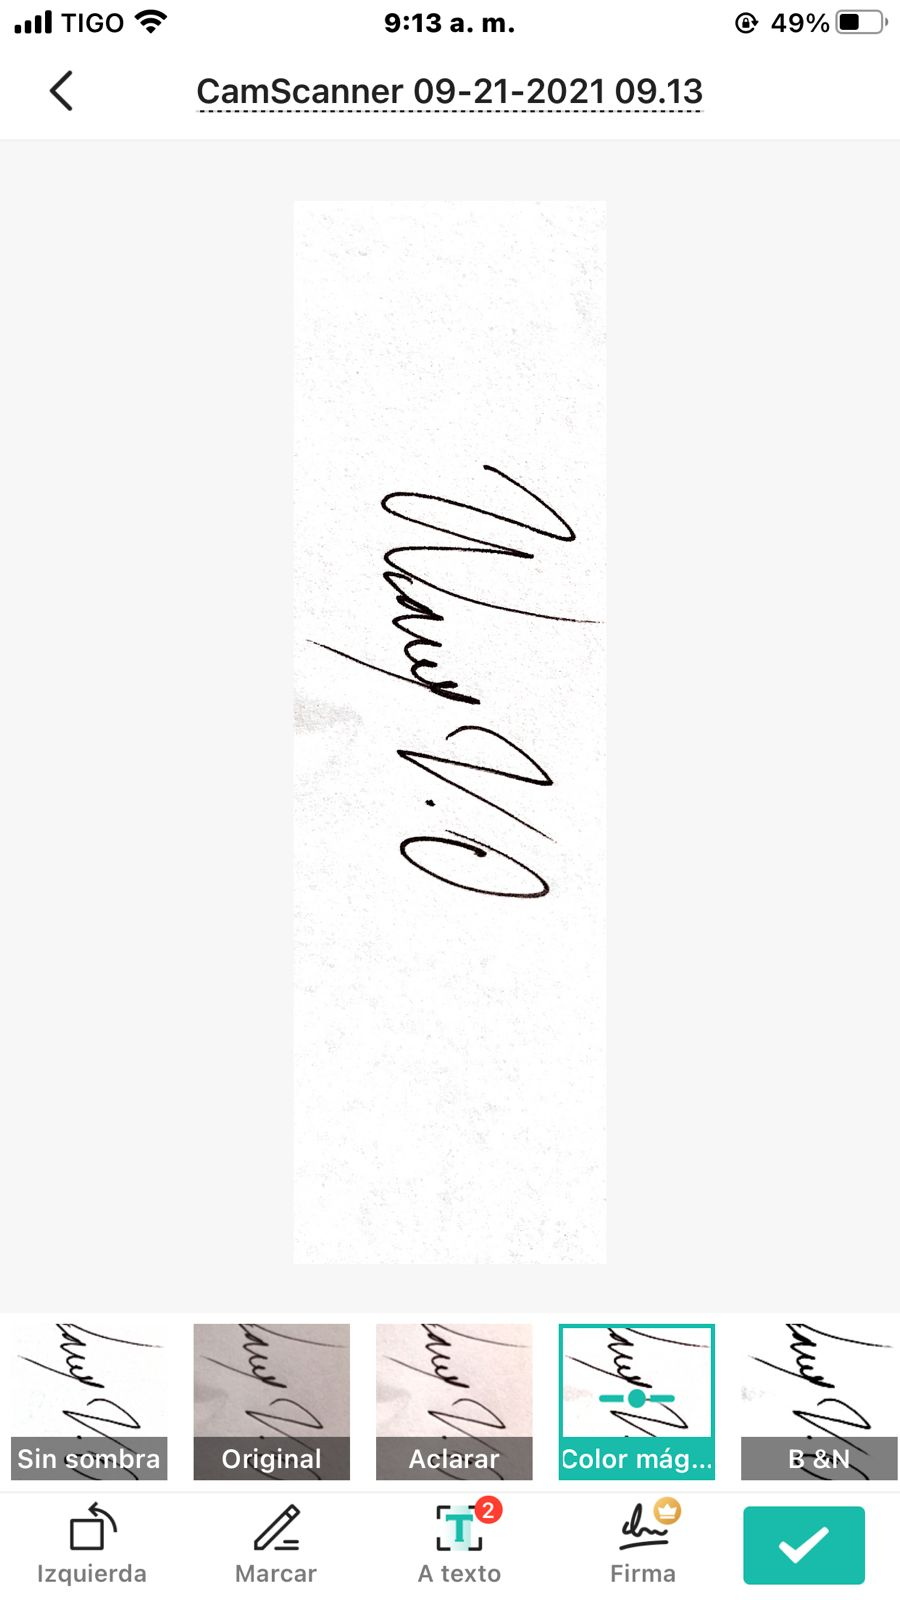 TIGO 9:13 a. m. 49%
CamScanner 09-21-2021 09.13
Sin sombra Original Aclarar Color mág... B &N
2
Izquierda Marcar A texto Firma